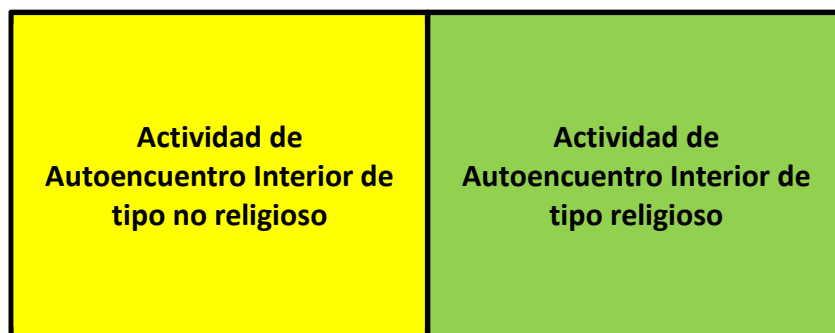 Actividad de
Autoencuentro Interior de
tipo no religioso
Actividad de
Autoencuentro Interior de
tipo religioso